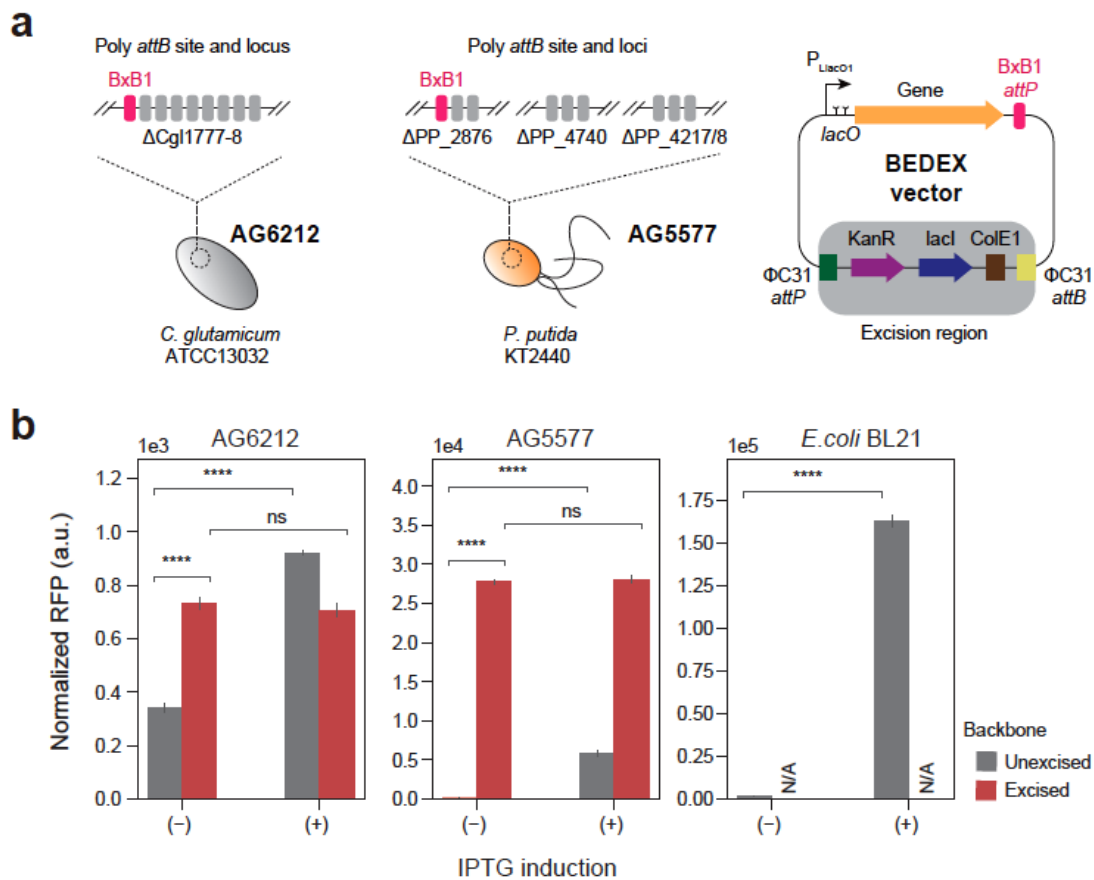 a
Poly attB site and locus
BxB1
ΔCgl1777-8
AG6212
C. glutamicum
ATCC13032
Poly attB site and loci
BxB1
ΔPP_2876
ΔPP_4740
ΔPP_4217/8
AG5577
P. putida
KT2440
PLlacO1
Gene
BxB1
attP
lacO
BEDEX
vector
KanR
lacI
ColE1
ΦC31
attP
ΦC31
attB
Excision region
b
Normalized RFP (a.u.)
AG6212
1e3
1.2
1.0
0.8
0.6
0.4
0.2
0.0
****
ns
****
(−)
(+)
AG5577
1e4
4.0
3.5
3.0
2.5
2.0
1.5
1.0
0.5
0.0
****
ns
****
(−)
(+)
E.coli BL21
1e5
1.75
1.50
1.25
1.00
0.75
0.50
0.25
0.00
****
N/A
N/A
(−)
(+)
IPTG induction
Backbone
Unexcised
Excised